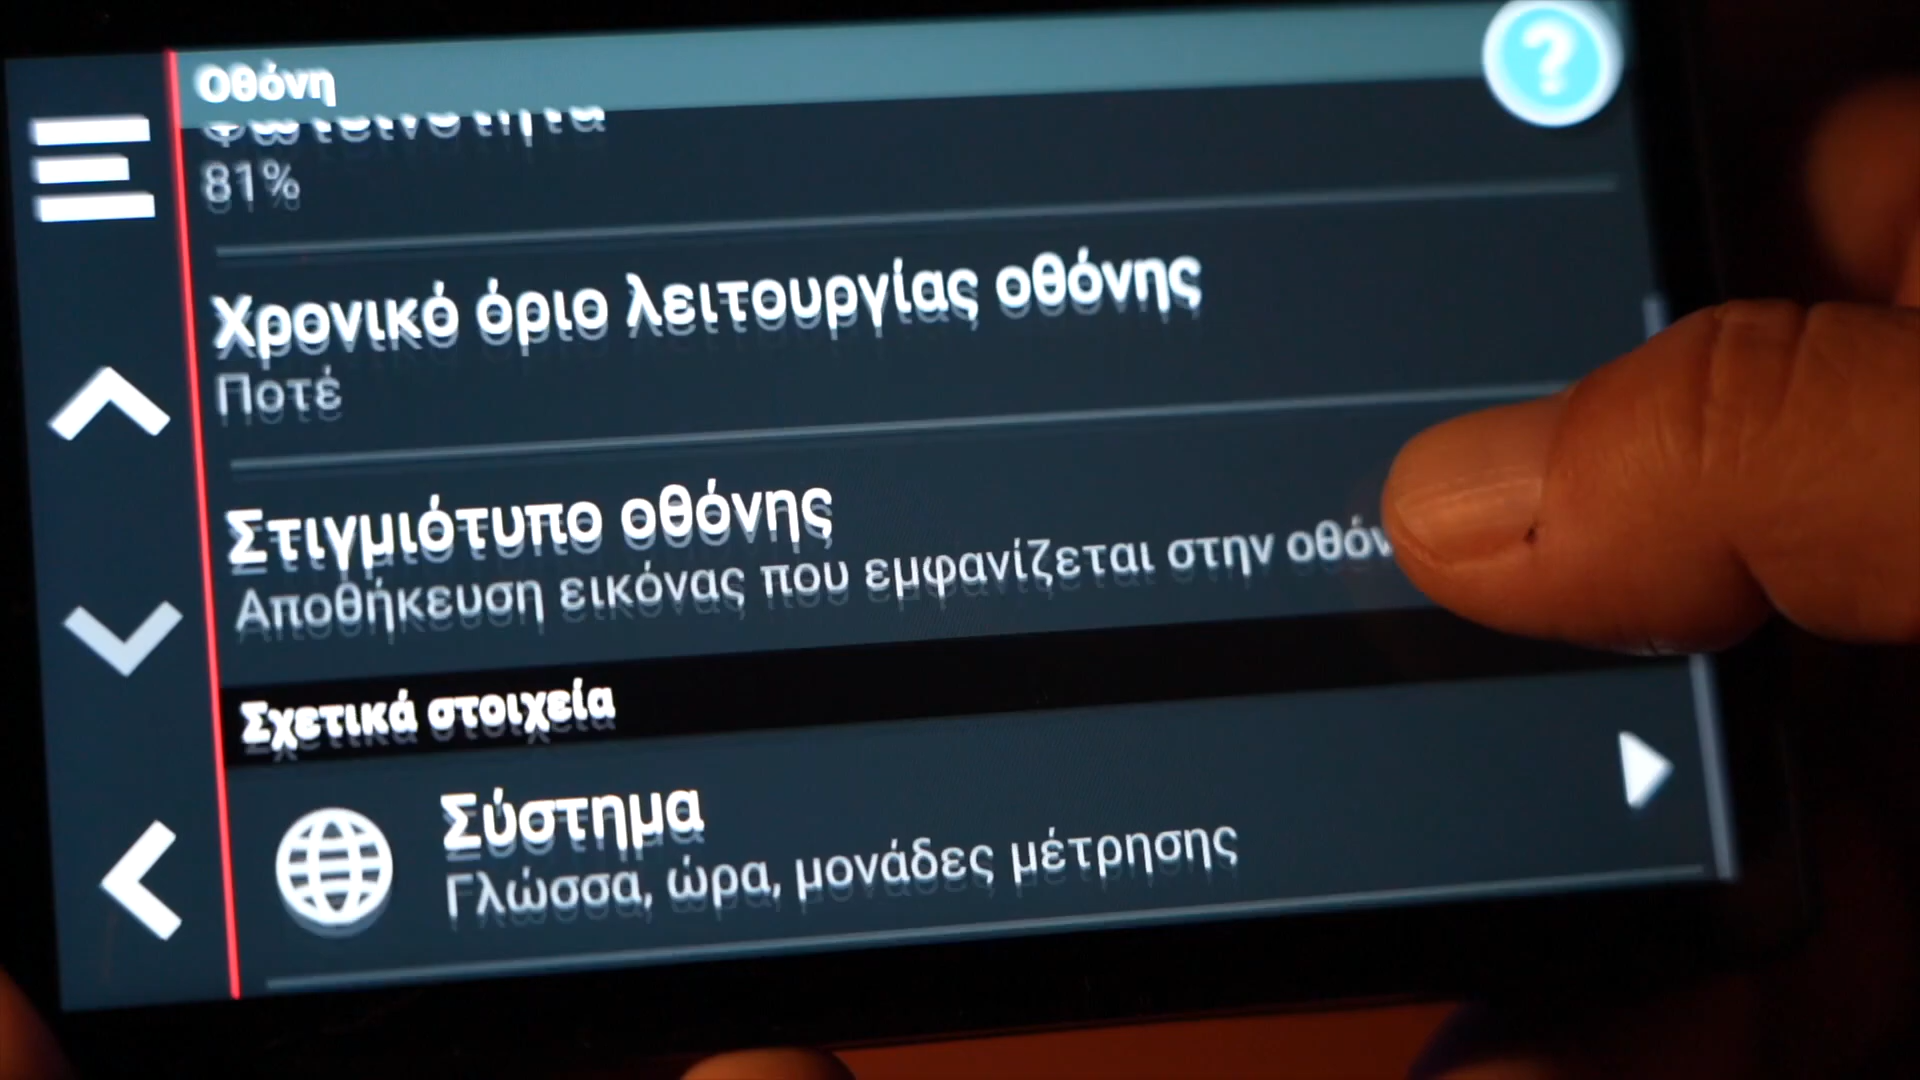 Οθόνη
?
Φωτεινότητα
81%
Χρονικό όριο λειτουργίας οθόνης
Ποτέ
Στιγμιότυπο οθόνης
Αποθήκευση εικόνας που εμφανίζεται στην
Σχετικά στοιχεία
Σύστημα
Γλώσσα, ώρα, μονάδες μέτρησης